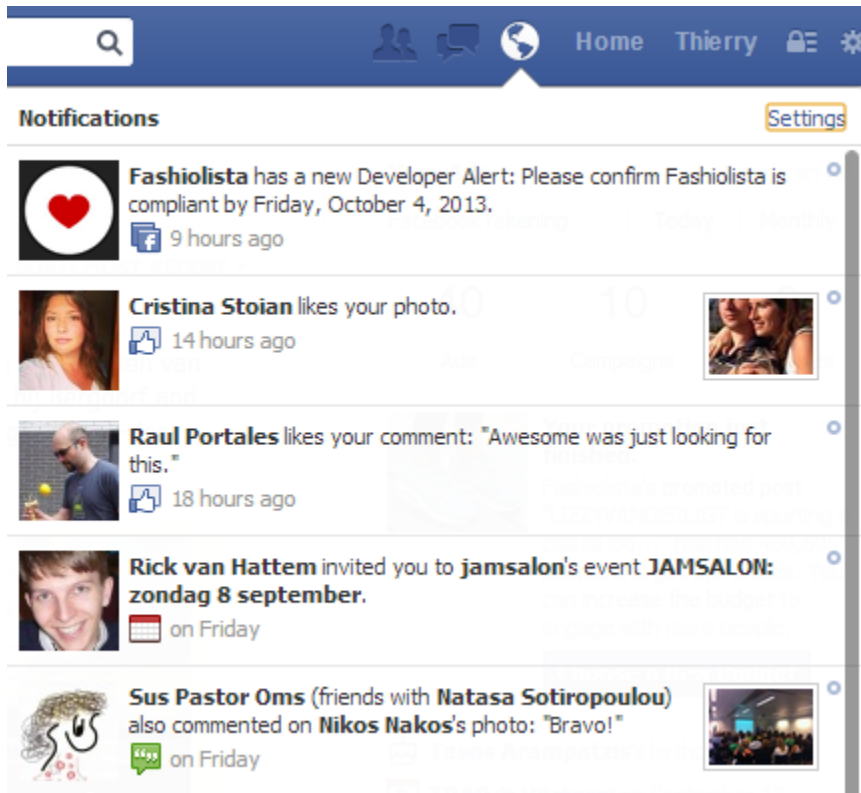 Home Thierry
Notifications Settings
Fashiolista has a new Developer Alert: Please confirm Fashiolista is
compliant by Friday, October 4, 2013.
9 hours ago
Cristina Stoian likes your photo.
14 hours ago
Raul Portales likes your comment: "Awesome was just looking for
this."
18 hours ago
Rick van Hattem invited you to jamsalon's event JAMSALON:
zondag 8 september.
on Friday
Sus Pastor Oms (friends with Natasa Sotiropoulou)
also commented on Nikos Nakos's photo: "Bravo!"
on Friday